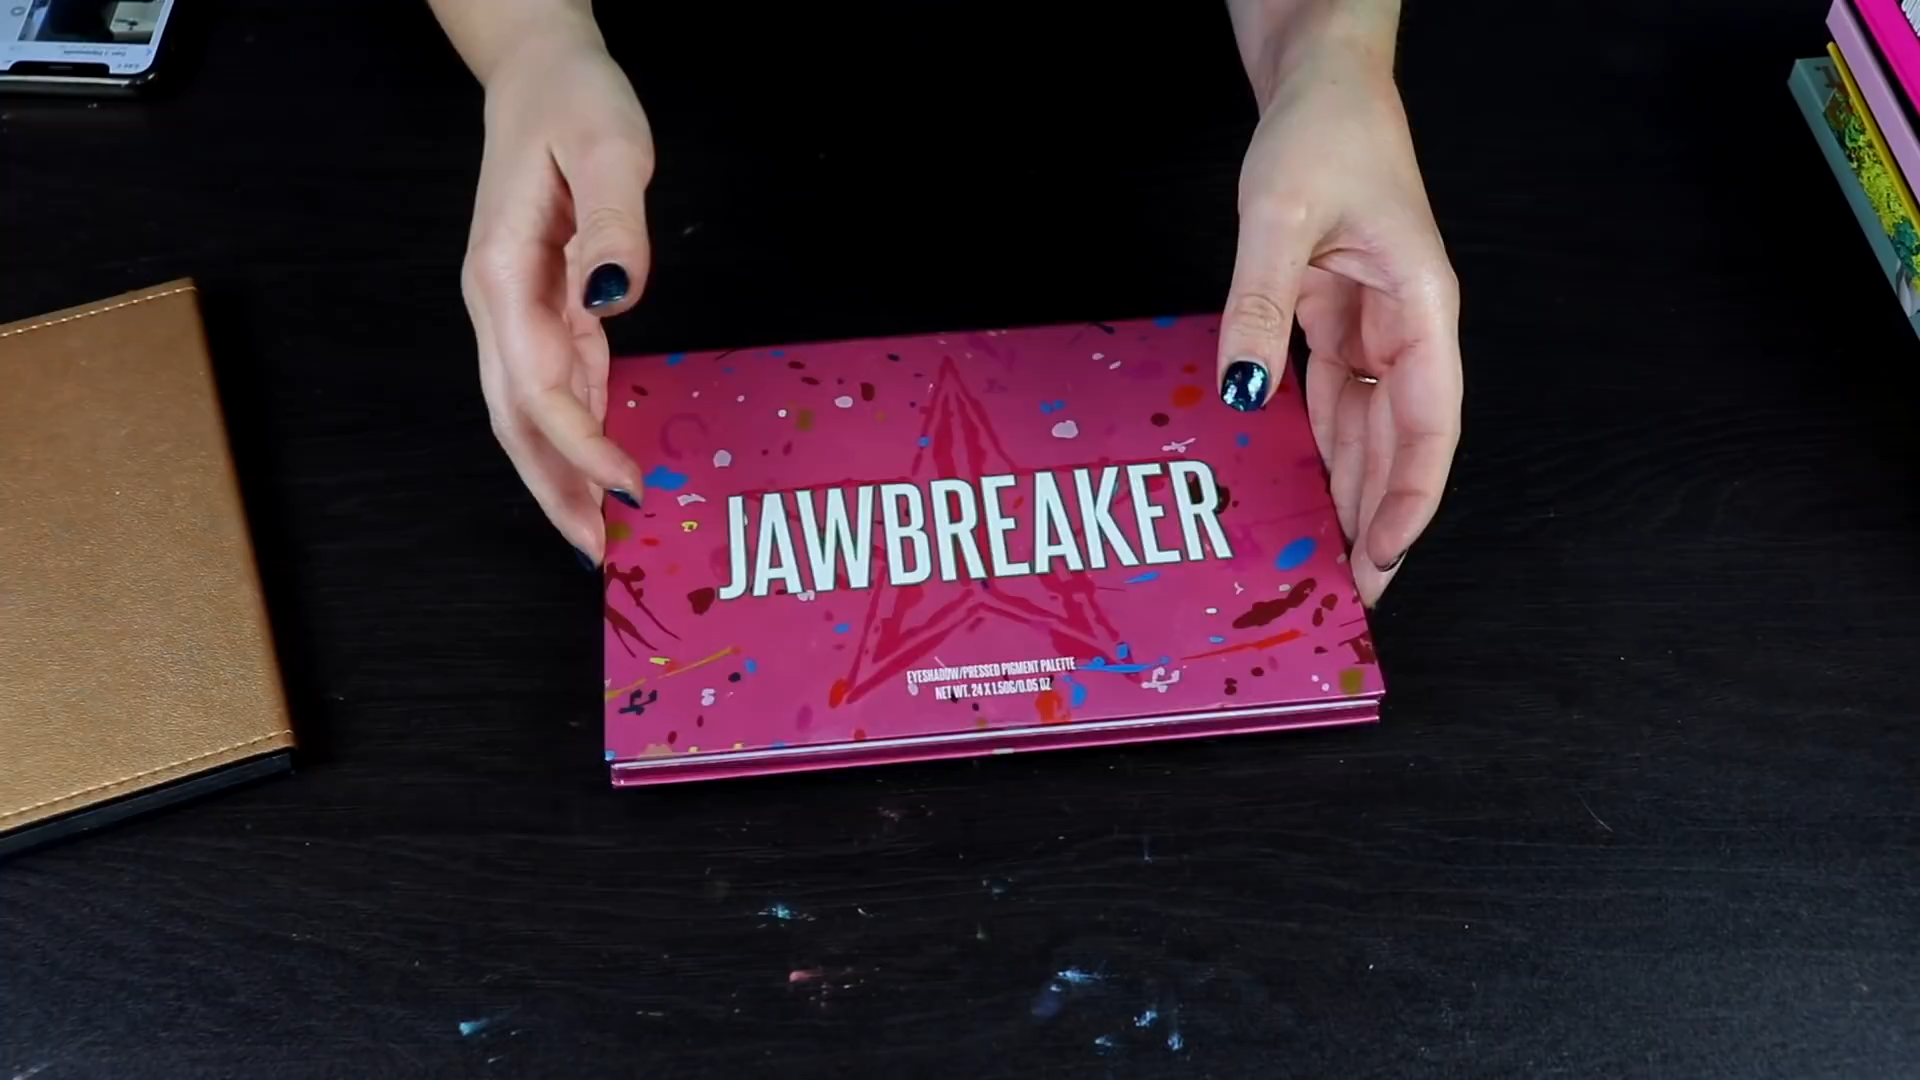 JAWBREAKER
EYESHADOW/PRESSED PIGMENT PALETTE
NET WT. 24 X 1.50G/0.05 OZ